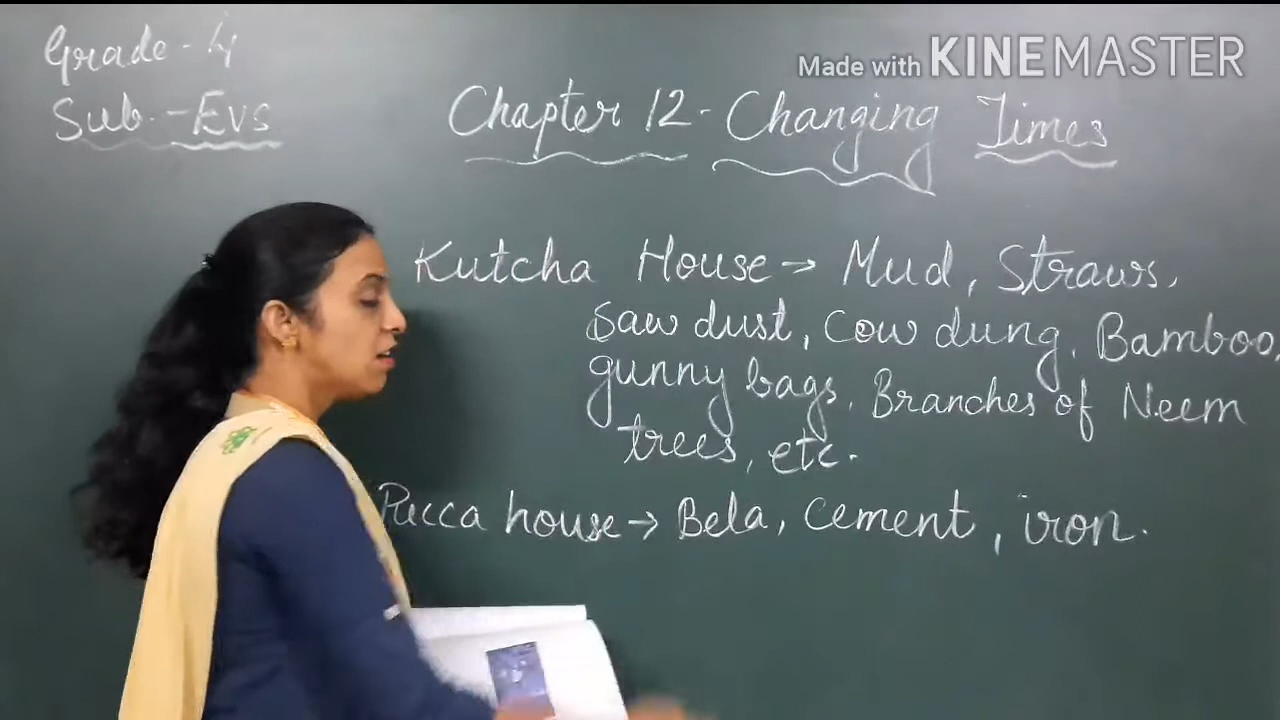 Grade - 4
Sub. - Evs
Made with KINEMASTER
Chapter 12 - Changing Times
Kutcha House → Mud, Straws,
Saw dust, Cow dung, Bamboo,
gunny bags, Branches of Neem
trees, etc.
Pucca house → Bela, Cement, iron.